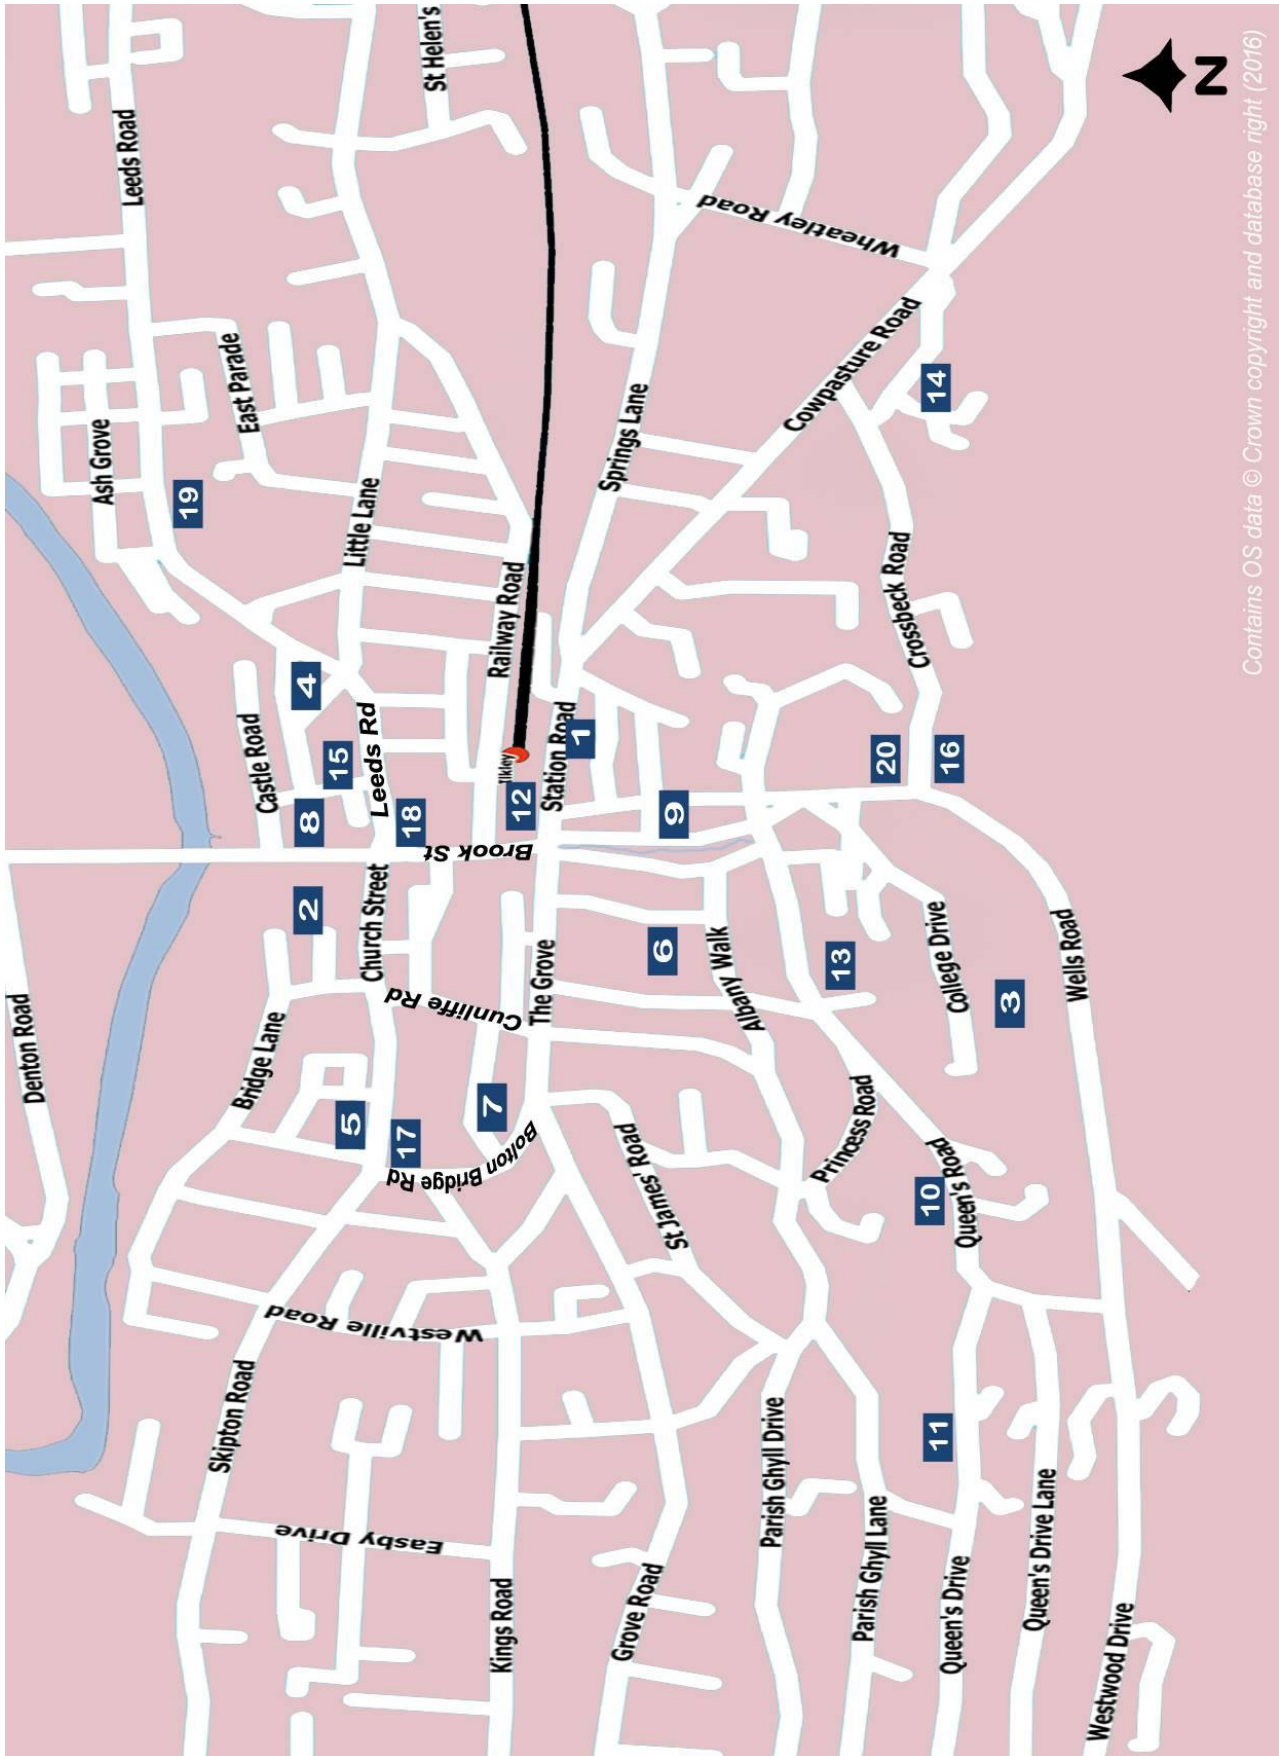 St Helen's
Leeds Road
N
Contains OS data © Crown copyright and database right (2016)
Wheatley Road
East Parade
Ash Grove
Cowpasture Road
14
Springs Lane
19
Little Lane
Crossbeck Road
Railway Road
4
Castle Road
Leeds Rd
15
Ilkley
Station Road
1
20
16
8
18
12
9
Brook St
2
Church Street
The Grove
6
Albany Walk
13
College Drive
3
Wells Road
Denton Road
Cunliffe Rd
Bridge Lane
5
17
7
Bolton Bridge Rd
St James' Road
Princess Road
10
Queen's Road
Westville Road
Skipton Road
Parish Ghyll Drive
11
Easby Drive
Kings Road
Grove Road
Parish Ghyll Lane
Queen's Drive
Queen's Drive Lane
Westwood Drive